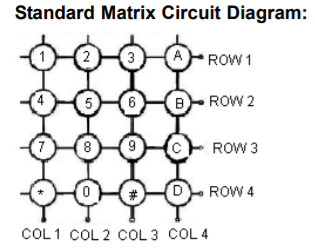 Standard Matrix Circuit Diagram:
1 2 3 A ROW 1
4 5 6 B ROW 2
7 8 9 C ROW 3
* 0 # D ROW 4
COL 1 COL 2 COL 3 COL 4